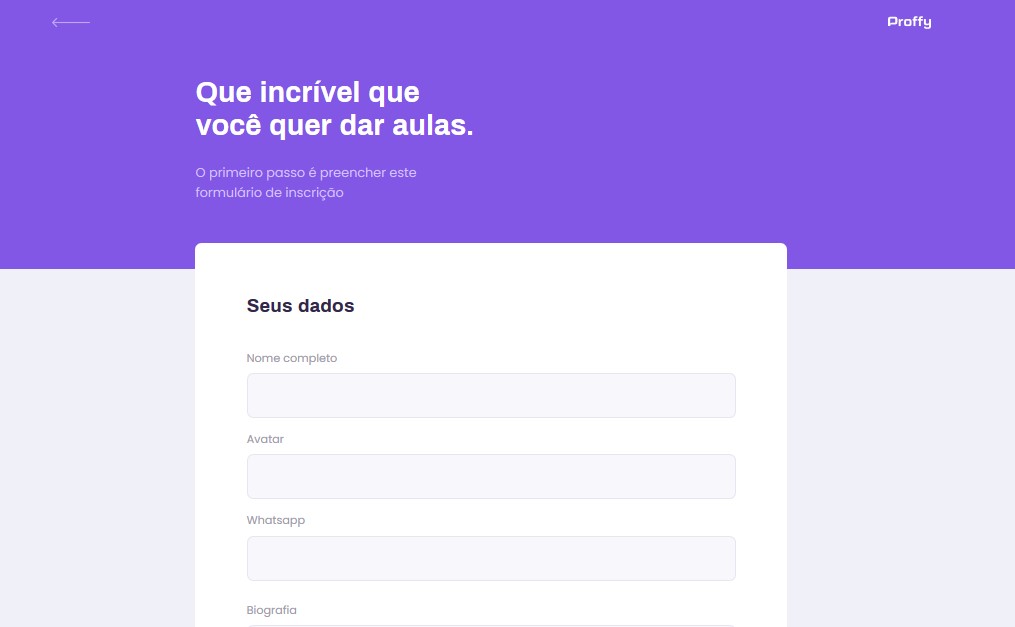 Proffy
Que incrível que
você quer dar aulas.
O primeiro passo é preencher este
formulário de inscrição
Seus dados
Nome completo
Avatar
Whatsapp
Biografia